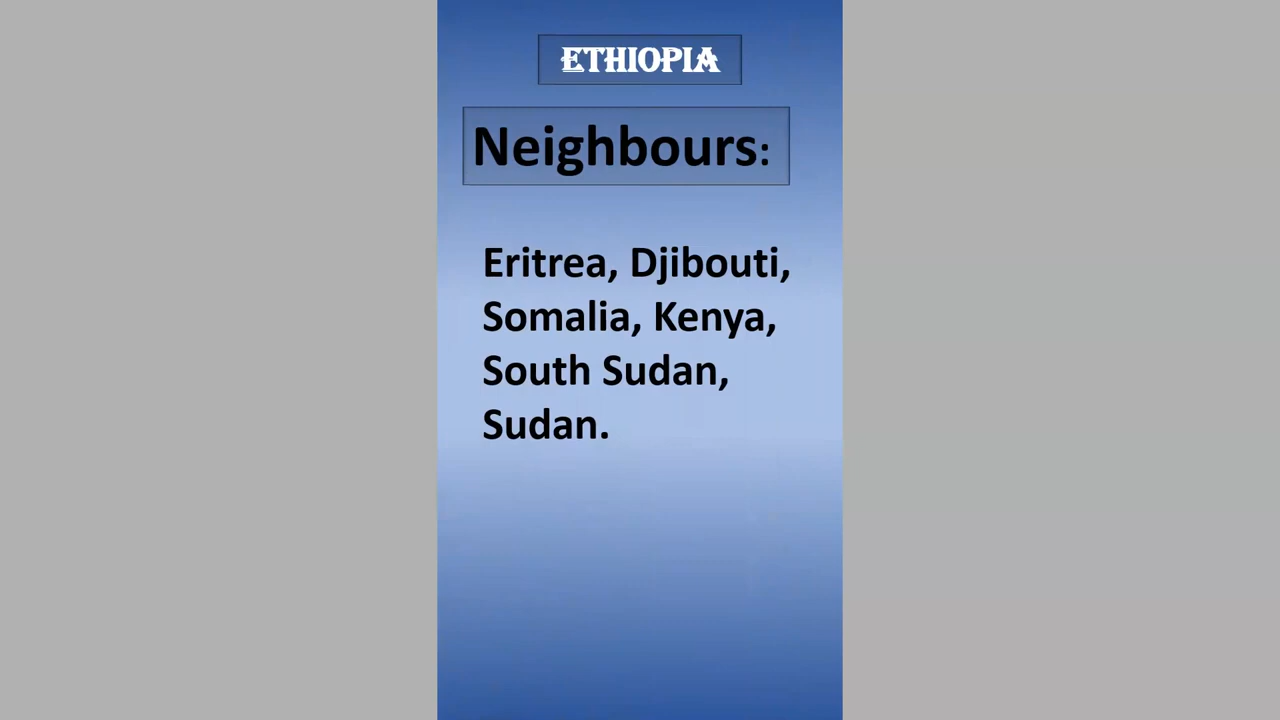 ETHIOPIA
Neighbours:
Eritrea, Djibouti,
Somalia, Kenya,
South Sudan,
Sudan.